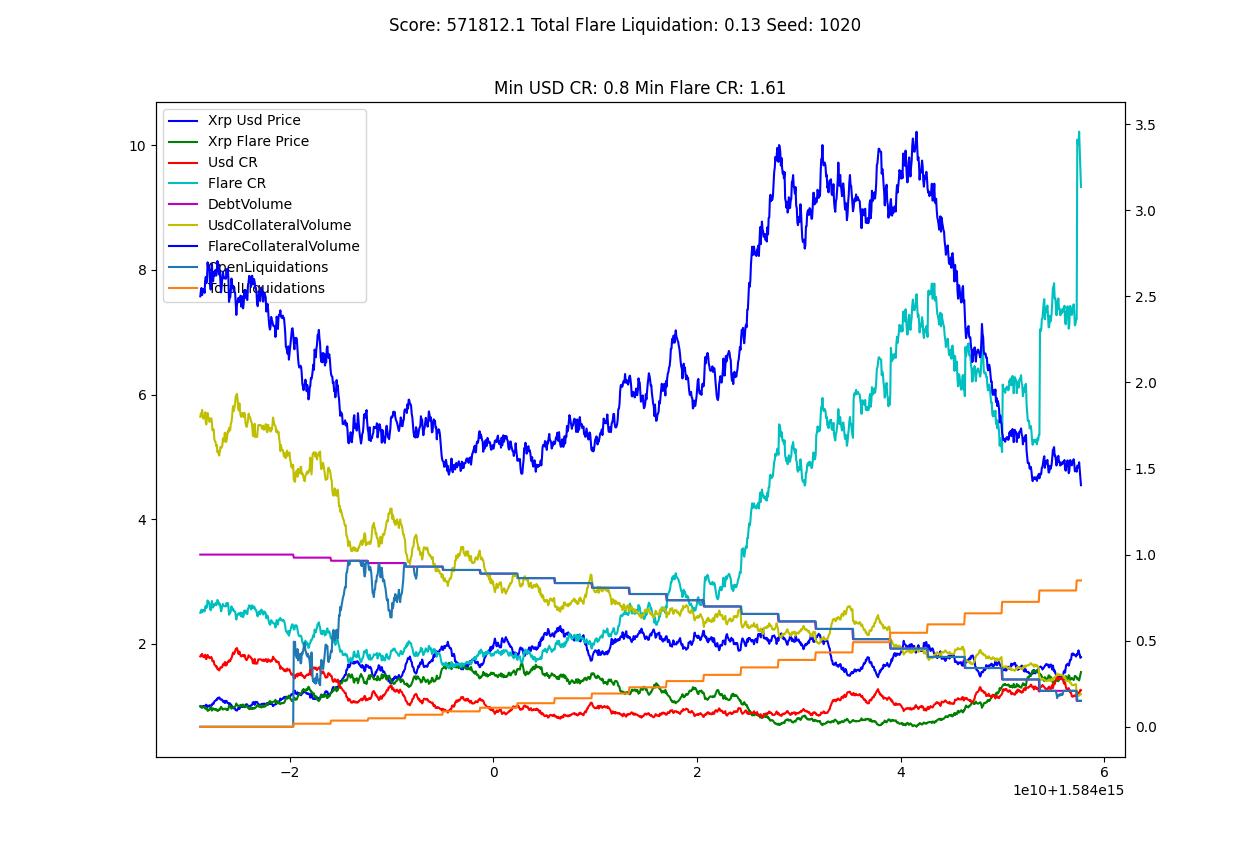 Score: 571812.1 Total Flare Liquidation: 0.13 Seed: 1020
Min USD CR: 0.8 Min Flare CR: 1.61
Xrp Usd Price
Xrp Flare Price
Usd CR
Flare CR
DebtVolume
UsdCollateralVolume
FlareCollateralVolume
OpenLiquidations
TotalLiquidations
10
8
6
4
2
3.5
3.0
2.5
2.0
1.5
1.0
0.5
0.0
−2 0 2 4 6
1e10+1.584e15